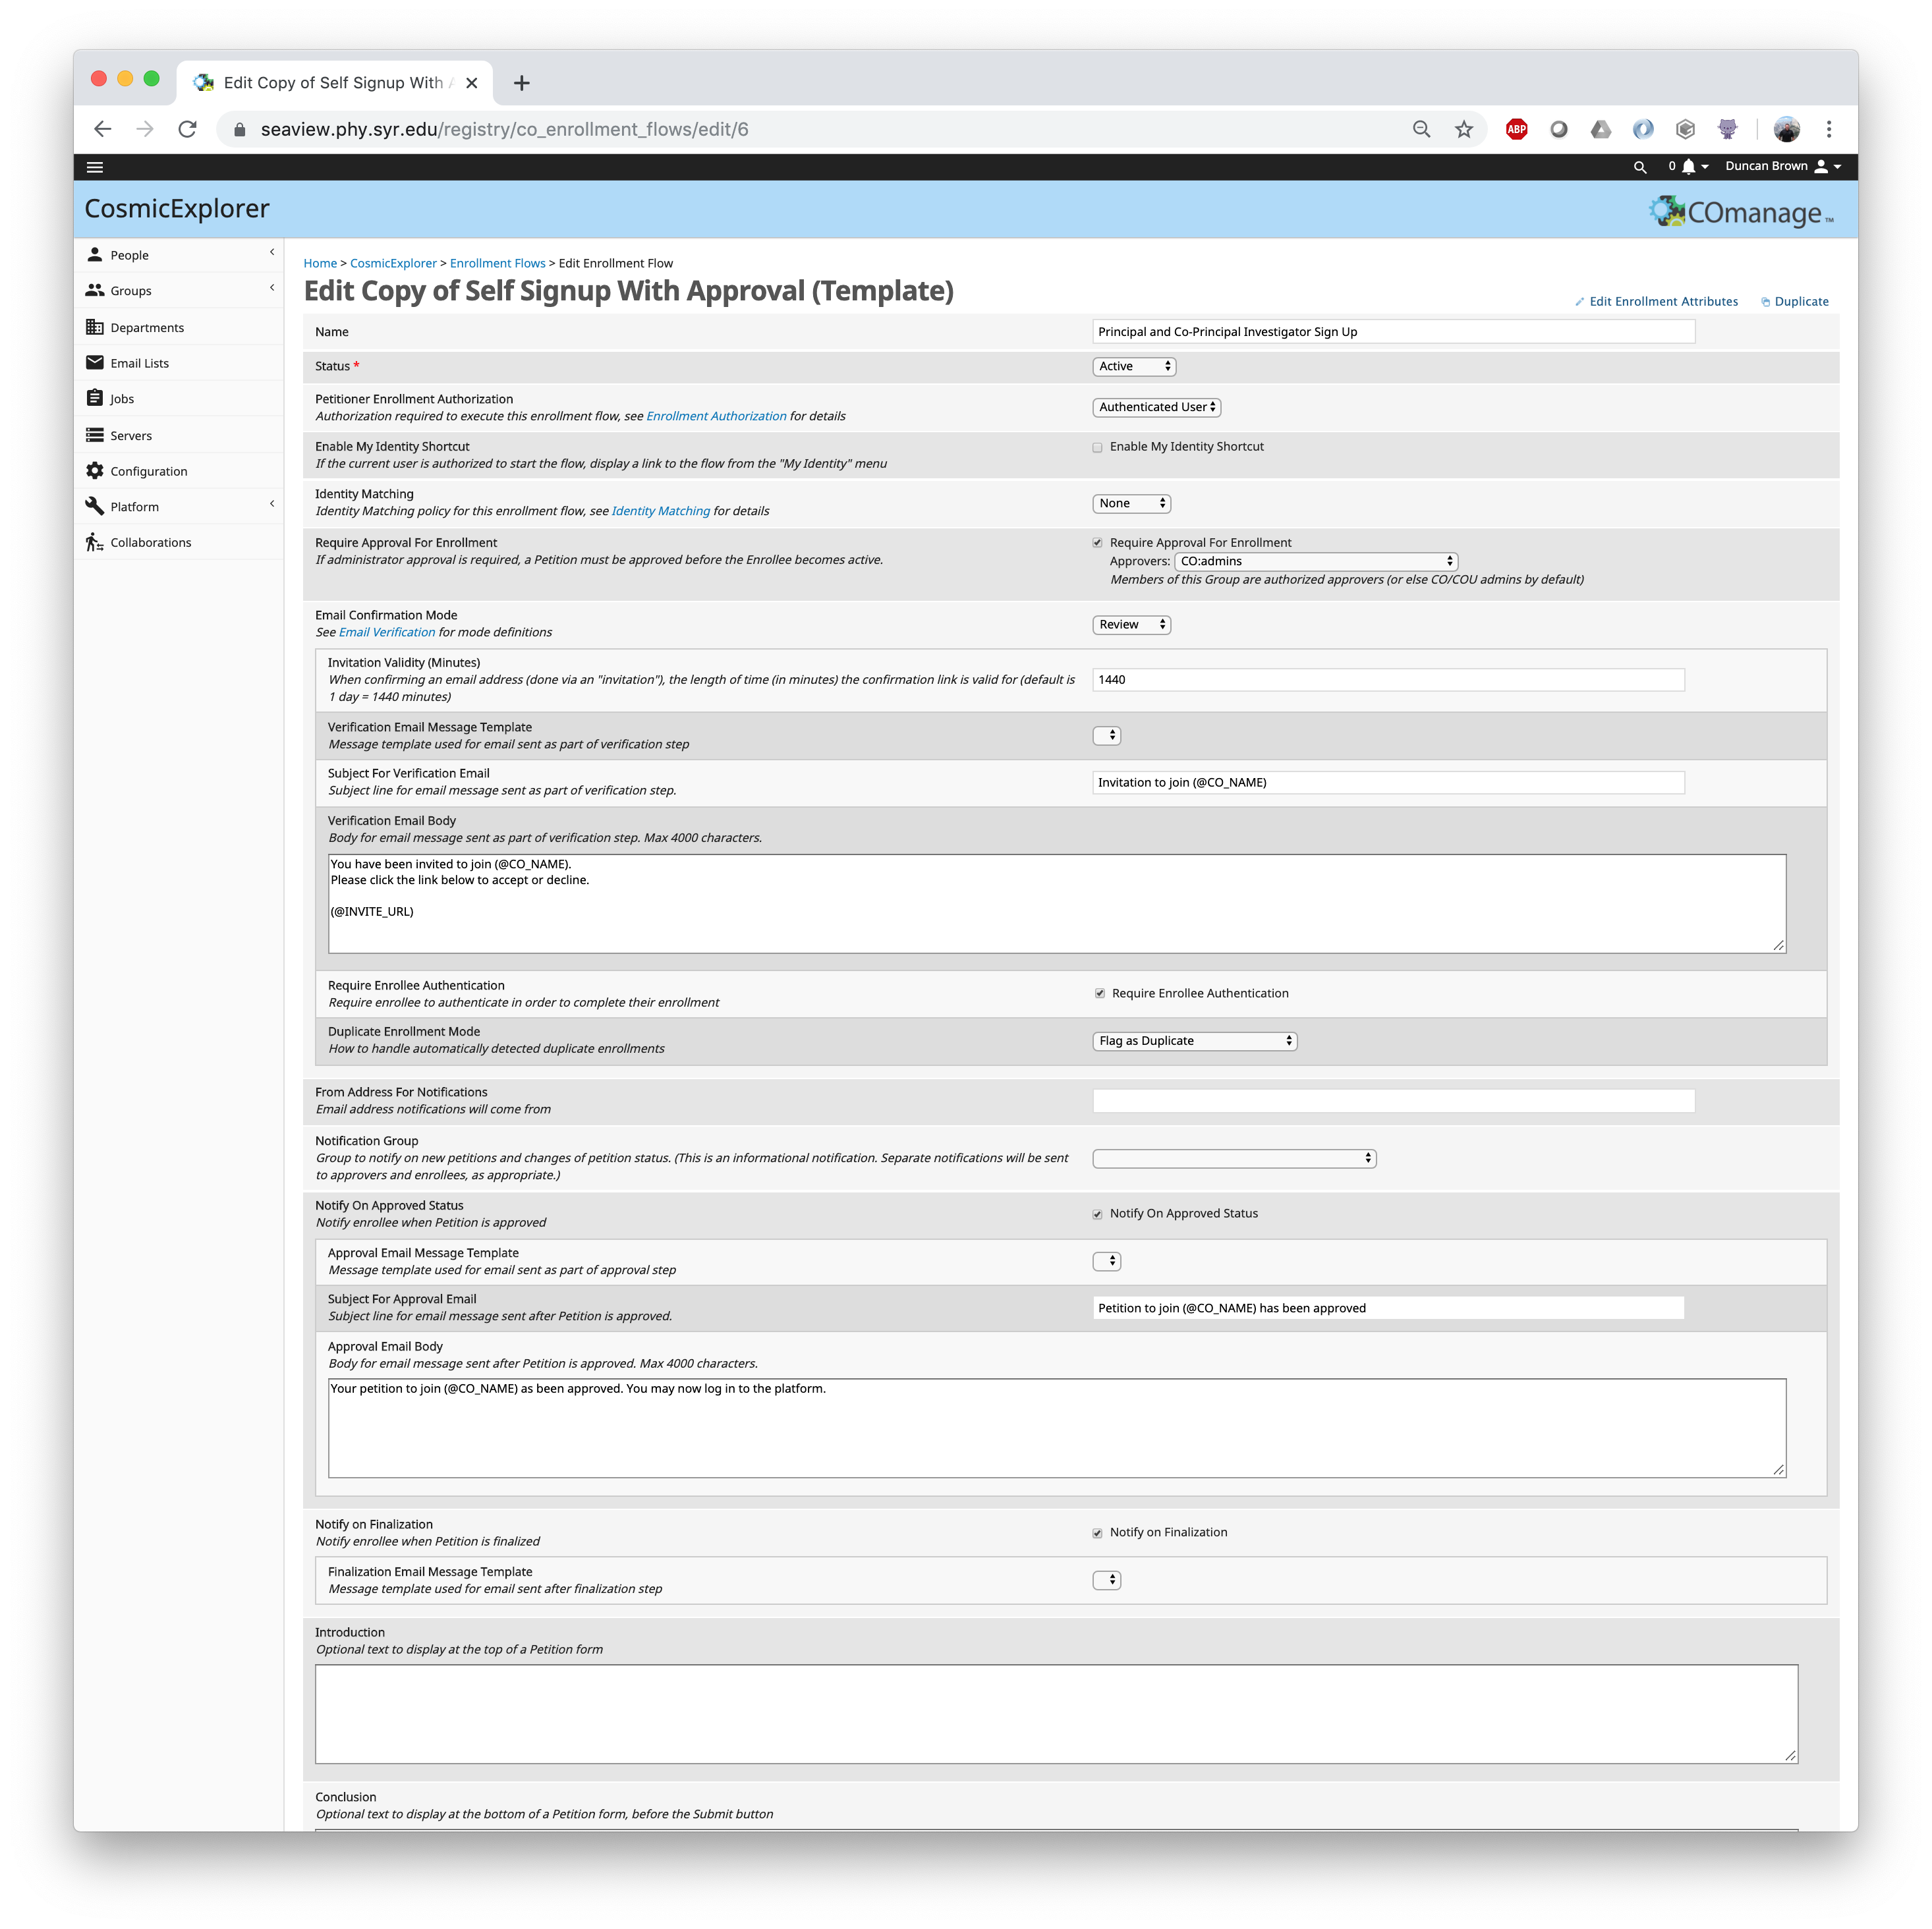 Edit Copy of Self Signup With
seaview.phy.syr.edu/registry/co_enrollment_flows/edit/6
ABP
0
Duncan Brown
CosmicExplorer
COmanage™
People
Groups
Departments
Email Lists
Jobs
Servers
Configuration
Platform
Collaborations
Home > CosmicExplorer > Enrollment Flows > Edit Enrollment Flow
Edit Copy of Self Signup With Approval (Template)
Edit Enrollment Attributes
Duplicate
Name
Principal and Co-Principal Investigator Sign Up
Status *
Active
Petitioner Enrollment Authorization
Authorization required to execute this enrollment flow, see Enrollment Authorization for details
Authenticated User
Enable My Identity Shortcut
If the current user is authorized to start the flow, display a link to the flow from the "My Identity" menu
Enable My Identity Shortcut
Identity Matching
Identity Matching policy for this enrollment flow, see Identity Matching for details
None
Require Approval For Enrollment
If administrator approval is required, a Petition must be approved before the Enrollee becomes active.
Require Approval For Enrollment
Approvers: CO:admins
Members of this Group are authorized approvers (or else CO/COU admins by default)
Email Confirmation Mode
See Email Verification for mode definitions
Review
Invitation Validity (Minutes)
When confirming an email address (done via an "invitation"), the length of time (in minutes) the confirmation link is valid for (default is
1 day = 1440 minutes)
1440
Verification Email Message Template
Message template used for email sent as part of verification step
Subject For Verification Email
Subject line for email message sent as part of verification step.
Invitation to join (@CO_NAME)
Verification Email Body
Body for email message sent as part of verification step. Max 4000 characters.
You have been invited to join (@CO_NAME).
Please click the link below to accept or decline.
(@INVITE_URL)
Require Enrollee Authentication
Require enrollee to authenticate in order to complete their enrollment
Require Enrollee Authentication
Duplicate Enrollment Mode
How to handle automatically detected duplicate enrollments
Flag as Duplicate
From Address For Notifications
Email address notifications will come from
Notification Group
Group to notify on new petitions and changes of petition status. (This is an informational notification. Separate notifications will be sent
to approvers and enrollees, as appropriate.)
Notify On Approved Status
Notify enrollee when Petition is approved
Notify On Approved Status
Approval Email Message Template
Message template used for email sent as part of approval step
Subject For Approval Email
Subject line for email message sent after Petition is approved.
Petition to join (@CO_NAME) has been approved
Approval Email Body
Body for email message sent after Petition is approved. Max 4000 characters.
Your petition to join (@CO_NAME) as been approved. You may now log in to the platform.
Notify on Finalization
Notify enrollee when Petition is finalized
Notify on Finalization
Finalization Email Message Template
Message template used for email sent after finalization step
Introduction
Optional text to display at the top of a Petition form
Conclusion
Optional text to display at the bottom of a Petition form, before the Submit button